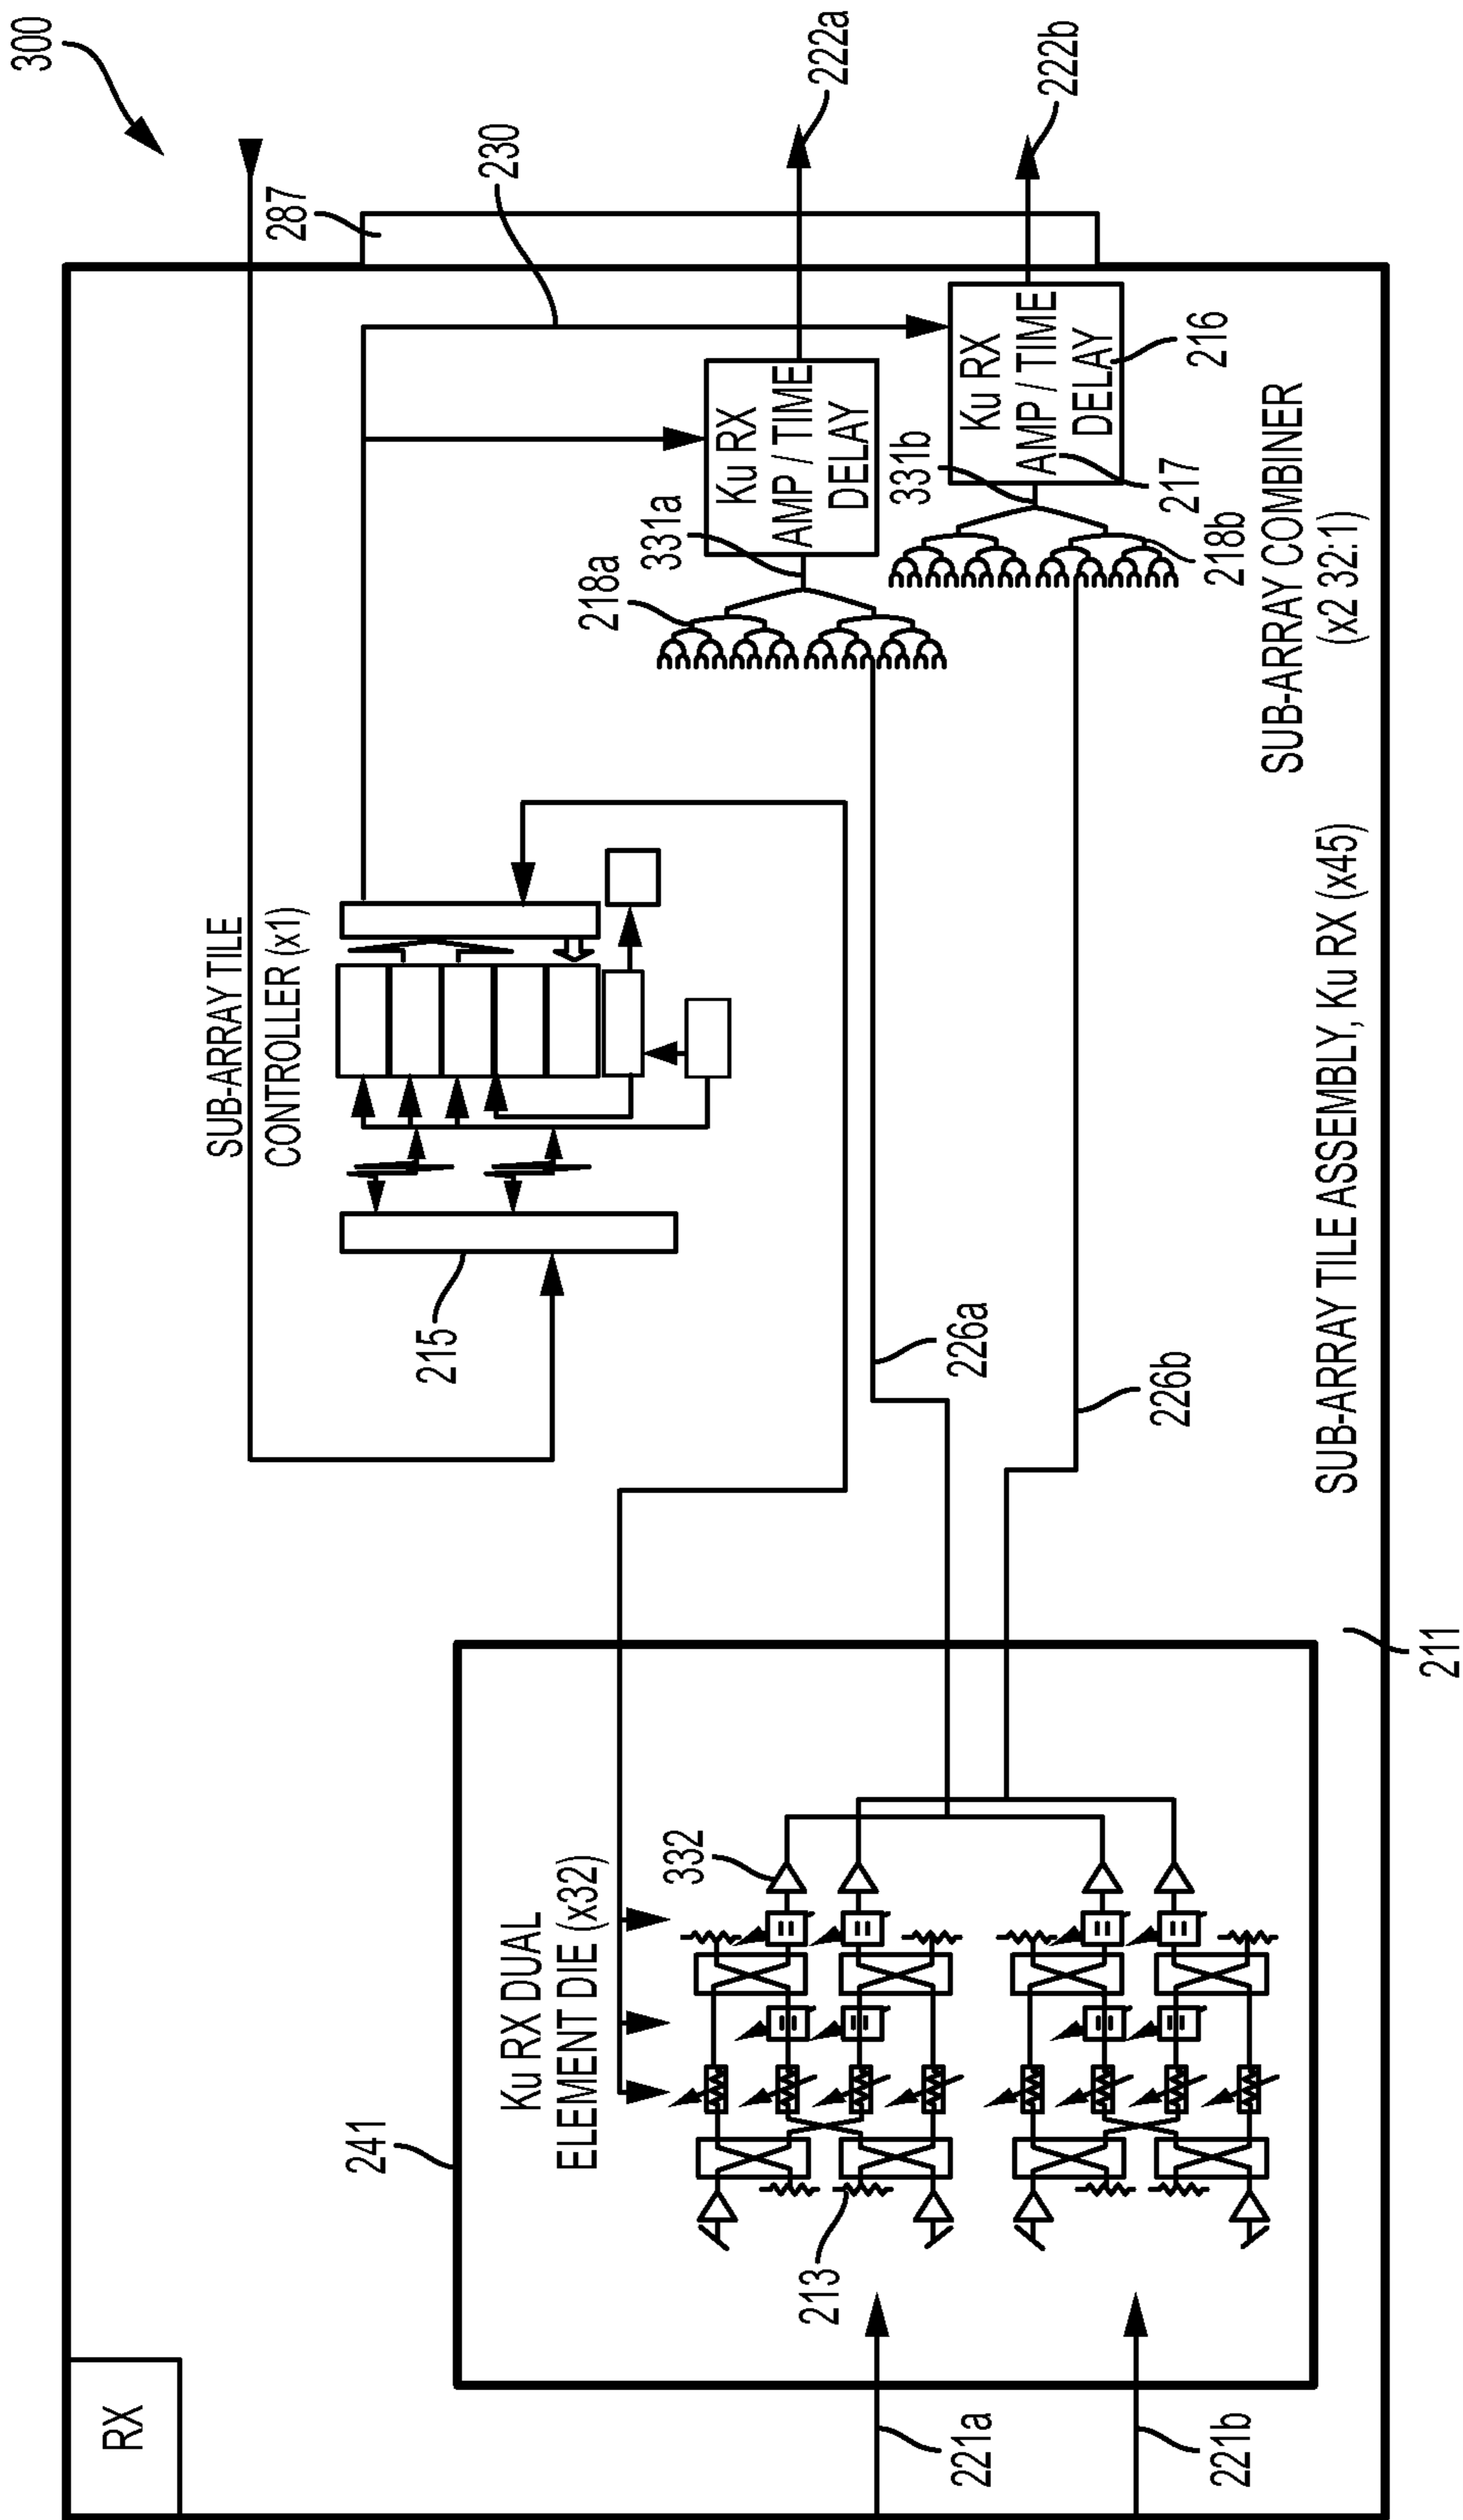 300
RX
SUB-ARRAY TILE
CONTROLLER (x1)
287
230
222a
222b
215
241
Ku RX DUAL
ELEMENT DIE (x32)
332
213
221a
221b
226a
226b
218a
331a
Ku RX
AMP / TIME
DELAY
331b
Ku RX
AMP / TIME
DELAY
218b
217
216
SUB-ARRAY COMBINER
(x2 32:1)
SUB-ARRAY TILE ASSEMBLY, Ku RX (x45)
211